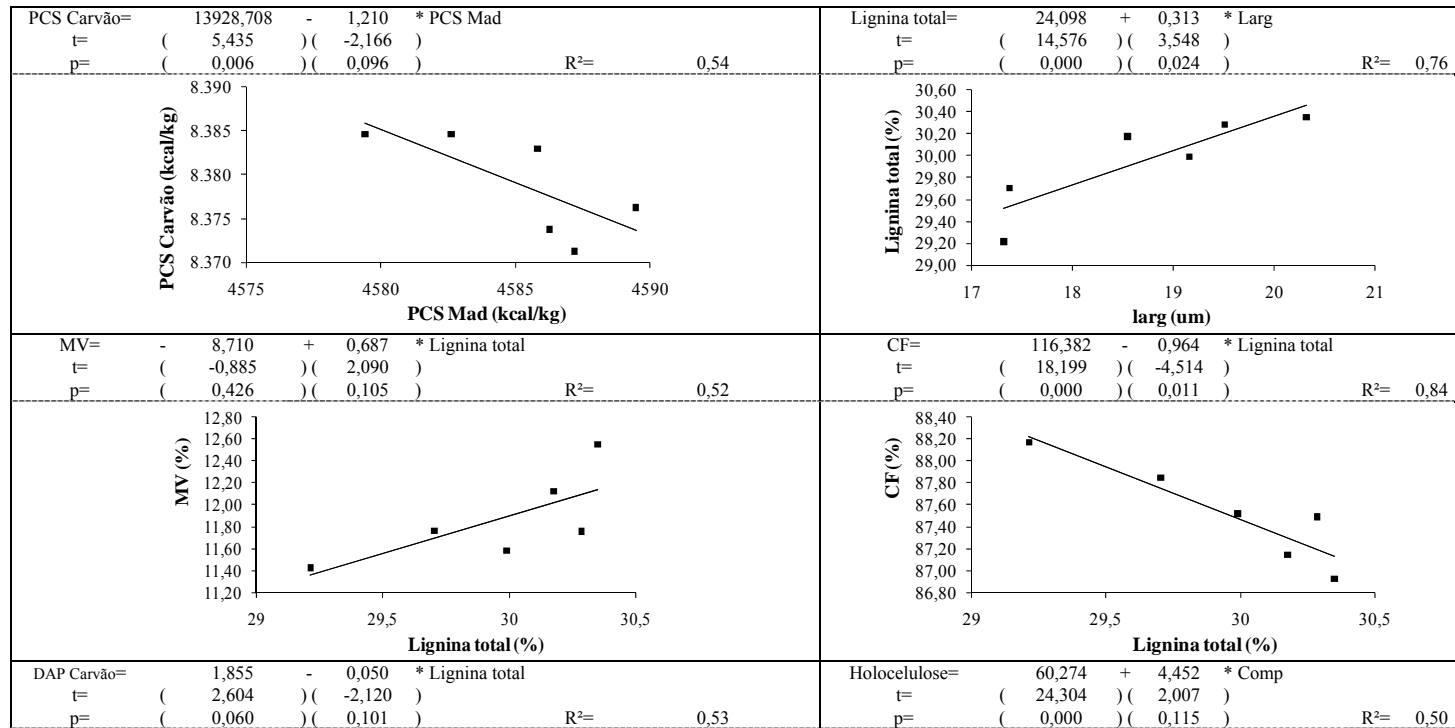 PCS Carvão= 13928,708 - 1,210 * PCS Mad
t= ( 5,435 ) ( -2,166 )
p= ( 0,006 ) ( 0,096 ) R²= 0,54
8.390
8.385
8.380
8.375
8.370
PCS Carvão (kcal/kg)
4575 4580 4585 4590
PCS Mad (kcal/kg)
Lignina total= 24,098 + 0,313 * Larg
t= ( 14,576 ) ( 3,548 )
p= ( 0,000 ) ( 0,024 ) R²= 0,76
30,60
30,40
30,20
30,00
29,80
29,60
29,40
29,20
29,00
Lignina total (%)
17 18 19 20 21
larg (um)
MV= - 8,710 + 0,687 * Lignina total
t= ( -0,885 ) ( 2,090 )
p= ( 0,426 ) ( 0,105 ) R²= 0,52
12,80
12,60
12,40
12,20
12,00
11,80
11,60
11,40
11,20
MV (%)
29 29,5 30 30,5
Lignina total (%)
CF= 116,382 - 0,964 * Lignina total
t= ( 18,199 ) ( -4,514 )
p= ( 0,000 ) ( 0,011 ) R²= 0,84
88,40
88,20
88,00
87,80
87,60
87,40
87,20
87,00
86,80
CF (%)
29 29,5 30 30,5
Lignina total (%)
DAP Carvão= 1,855 - 0,050 * Lignina total
t= ( 2,604 ) ( -2,120 )
p= ( 0,060 ) ( 0,101 ) R²= 0,53
Holocelulose= 60,274 + 4,452 * Comp
t= ( 24,304 ) ( 2,007 )
p= ( 0,000 ) ( 0,115 ) R²= 0,50